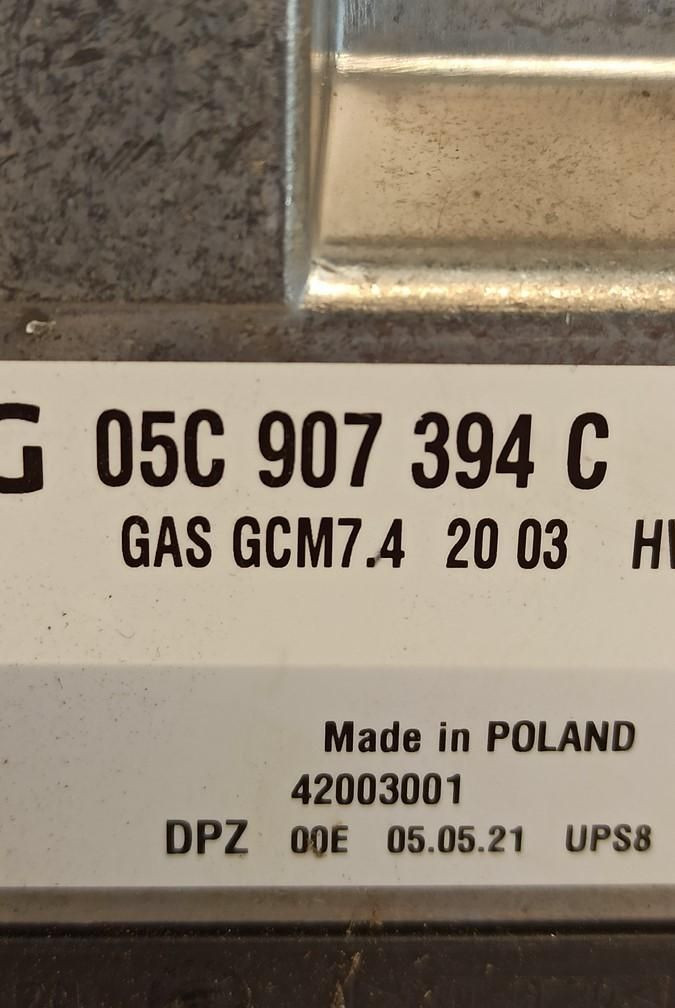 G 05C 907 394 C
GAS GCM7.4 20 03 H
Made in POLAND
42003001
DPZ 00E 05.05.21 UPS8